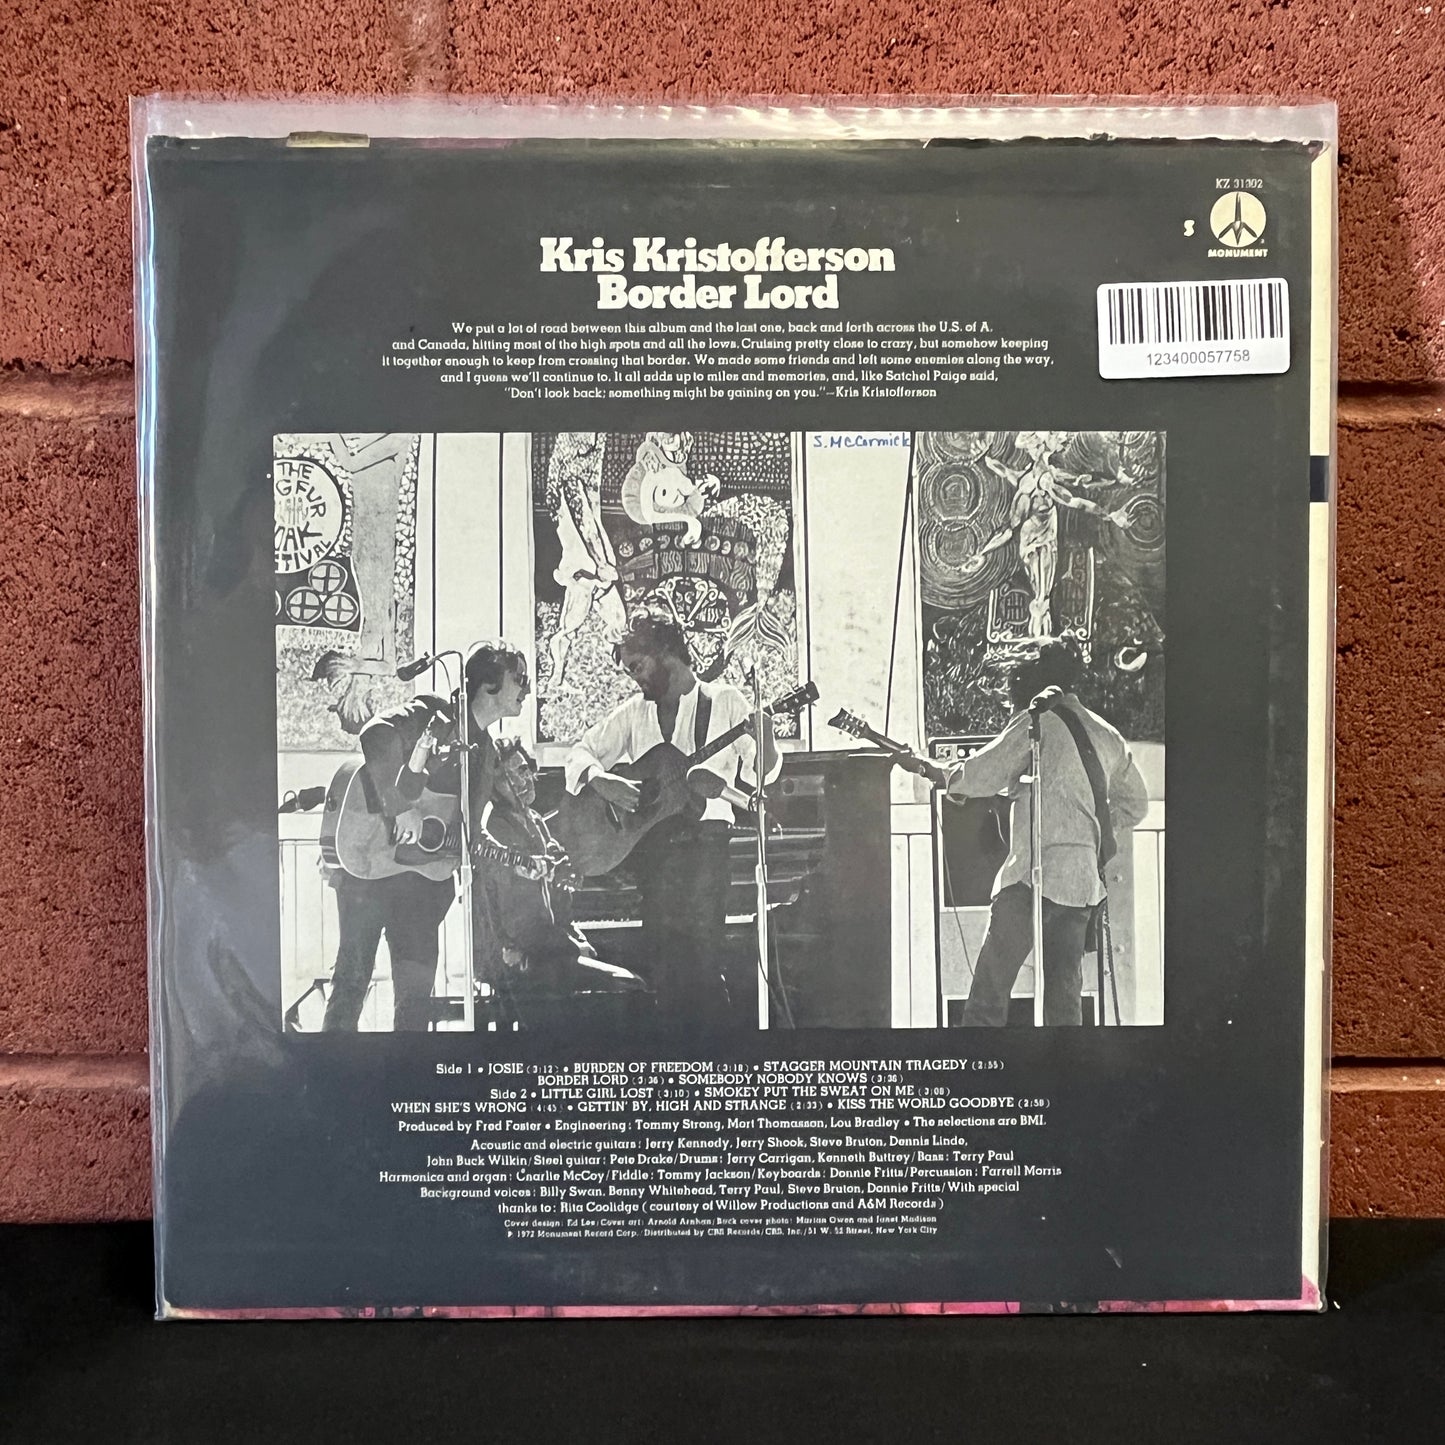 KZ 31302
S
MONUMENT
Kris Kristofferson
Border Lord
123400057758
We put a lot of road between this album and the last one, back and forth across the U.S. of A.
and Canada, hitting most of the high spots and all the lows. Cruising pretty close to crazy, but somehow keeping
it together enough to keep from crossing that border. We made some friends and left some enemies along the way,
and I guess we'll continue to. It all adds up to miles and memories, and, like Satchel Paige said,
"Don't look back; something might be gaining on you."—Kris Kristofferson
S. McCormick
THE
GFUR
OAK
TIVAL
Side 1 • JOSIE (3:12) • BURDEN OF FREEDOM (3:18) • STAGGER MOUNTAIN TRAGEDY (2:55)
BORDER LORD (3:36) • SOMEBODY NOBODY KNOWS (3:36)
Side 2 • LITTLE GIRL LOST (3:10) • SMOKEY PUT THE SWEAT ON ME (3:08)
WHEN SHE'S WRONG (4:45) • GETTIN' BY, HIGH AND STRANGE (2:33) • KISS THE WORLD GOODBYE (2:58)
Produced by Fred Foster • Engineering: Tommy Strong, Mort Thomasson, Lou Bradley • The selections are BMI.
Acoustic and electric guitars: Jerry Kennedy, Jerry Shook, Steve Bruton, Dennis Linde,
John Buck Wilkin/Steel guitar: Pete Drake/Drums: Jerry Carrigan, Kenneth Buttrey/Bass: Terry Paul
Harmonica and organ: Charlie McCoy/Fiddle: Tommy Jackson/Keyboards: Donnie Fritts/Percussion: Farrell Morris
Background voices: Billy Swan, Benny Whitehead, Terry Paul, Steve Bruton, Donnie Fritts/With special
thanks to: Rita Coolidge (courtesy of Willow Productions and A&M Records)
Cover design: Ed Lee/Cover art: Arnold Arnhan/Back cover photo: Marian Owen and Janet Madison
℗ 1972 Monument Record Corp./Distributed by CBS Records/CBS, Inc./51 W. 52 Street, New York City